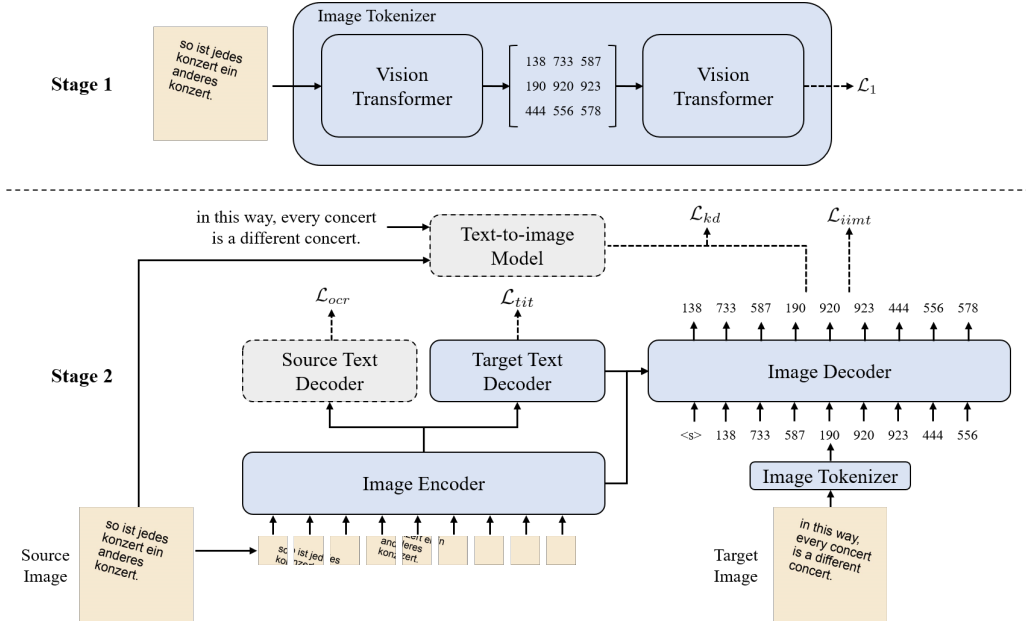 Image Tokenizer
so ist jedes
konzert ein
anderes
konzert.
Stage 1
Vision
Transformer
138 733 587
190 920 923
444 556 578
Vision
Transformer
ℒ1
in this way, every concert
is a different concert.
Text-to-image
Model
ℒkd
ℒiimt
ℒocr
ℒtit
138 733 587 190 920 923 444 556 578
Stage 2
Source Text
Decoder
Target Text
Decoder
Image Decoder
<s> 138 733 587 190 920 923 444 556
Image Encoder
Image Tokenizer
Source
Image
so ist jedes
konzert ein
anderes
konzert.
Target
Image
in this way,
every concert
is a different
concert.